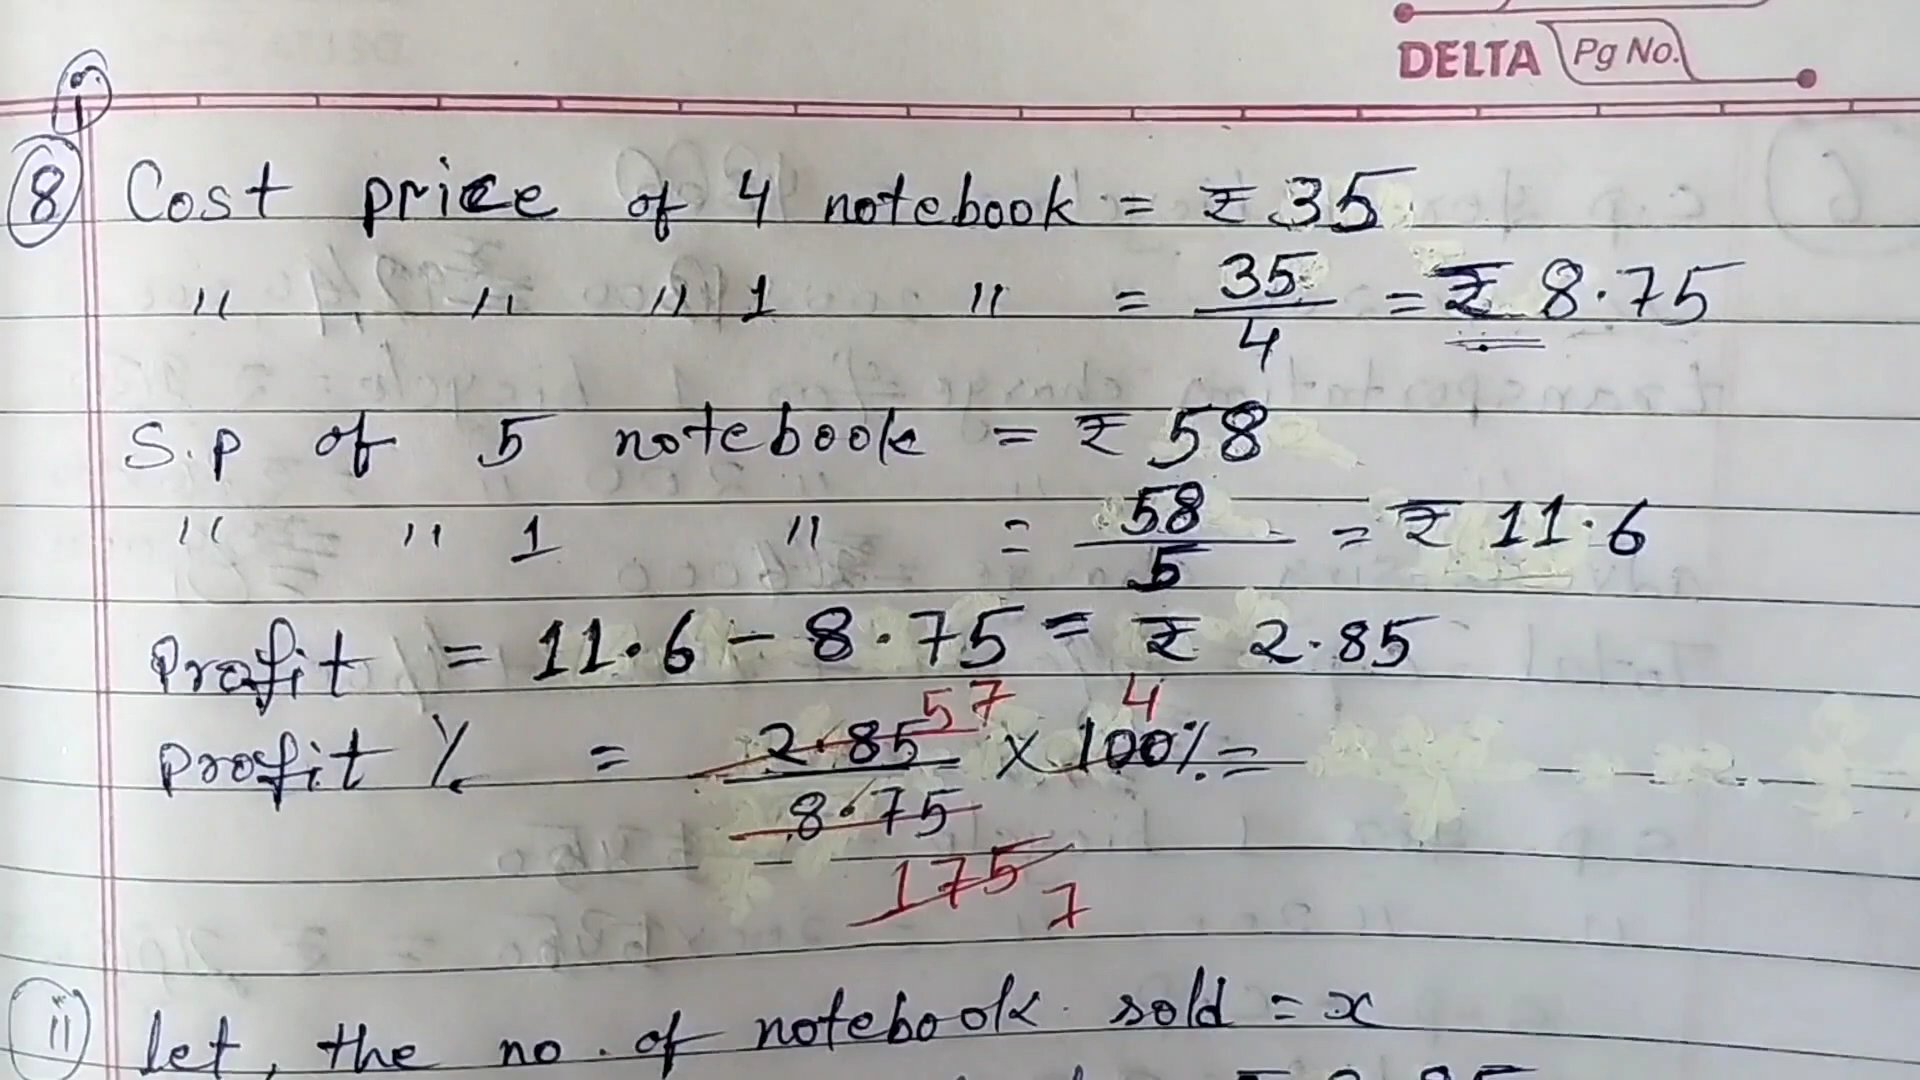 DELTA Pg No.
i
8 Cost price of 4 notebook = ₹ 35
" " " 1 " = 35/4 = ₹ 8.75
S.p of 5 notebook = ₹ 58
" " 1 " = 58/5 = ₹ 11.6
Profit = 11.6 - 8.75 = ₹ 2.85
57 4
Profit % = 2.85/8.75 x 100% =
175 7
ii let, the no. of notebook sold = x